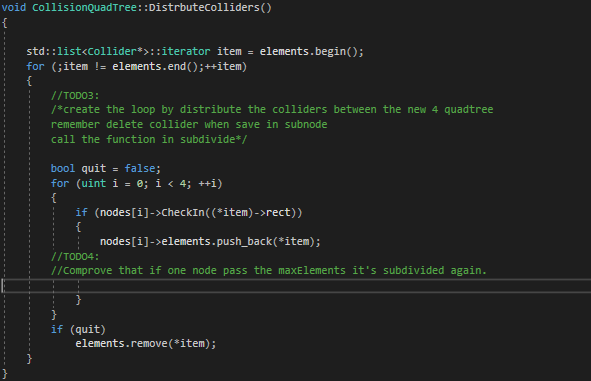 void CollisionQuadTree::DistrbuteColliders()
{
std::list<Collider*>::iterator item = elements.begin();
for (;item != elements.end();++item)
{
//TODO3:
/*create the loop by distribute the colliders between the new 4 quadtree
remember delete collider when save in subnode
call the function in subdivide*/
bool quit = false;
for (uint i = 0; i < 4; ++i)
{
if (nodes[i]->CheckIn((*item)->rect))
{
nodes[i]->elements.push_back(*item);
//TODO4:
//Comprove that if one node pass the maxElements it's subdivided again.
}
}
if (quit)
elements.remove(*item);
}
}